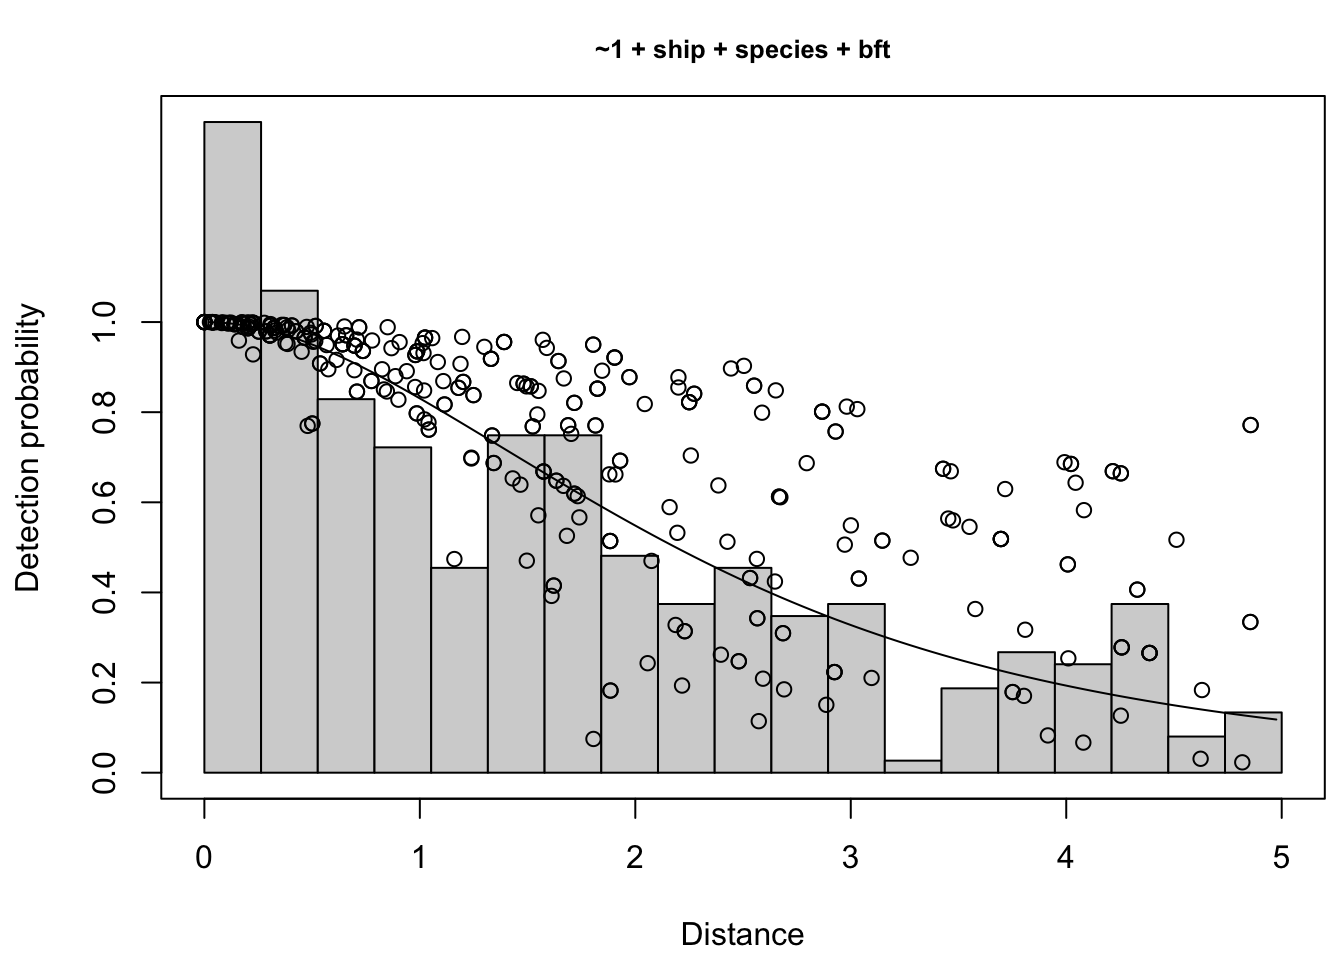 ~1 + ship + species + bft
Detection probability
1.0
0.8
0.6
0.4
0.2
0.0
0 1 2 3 4 5
Distance